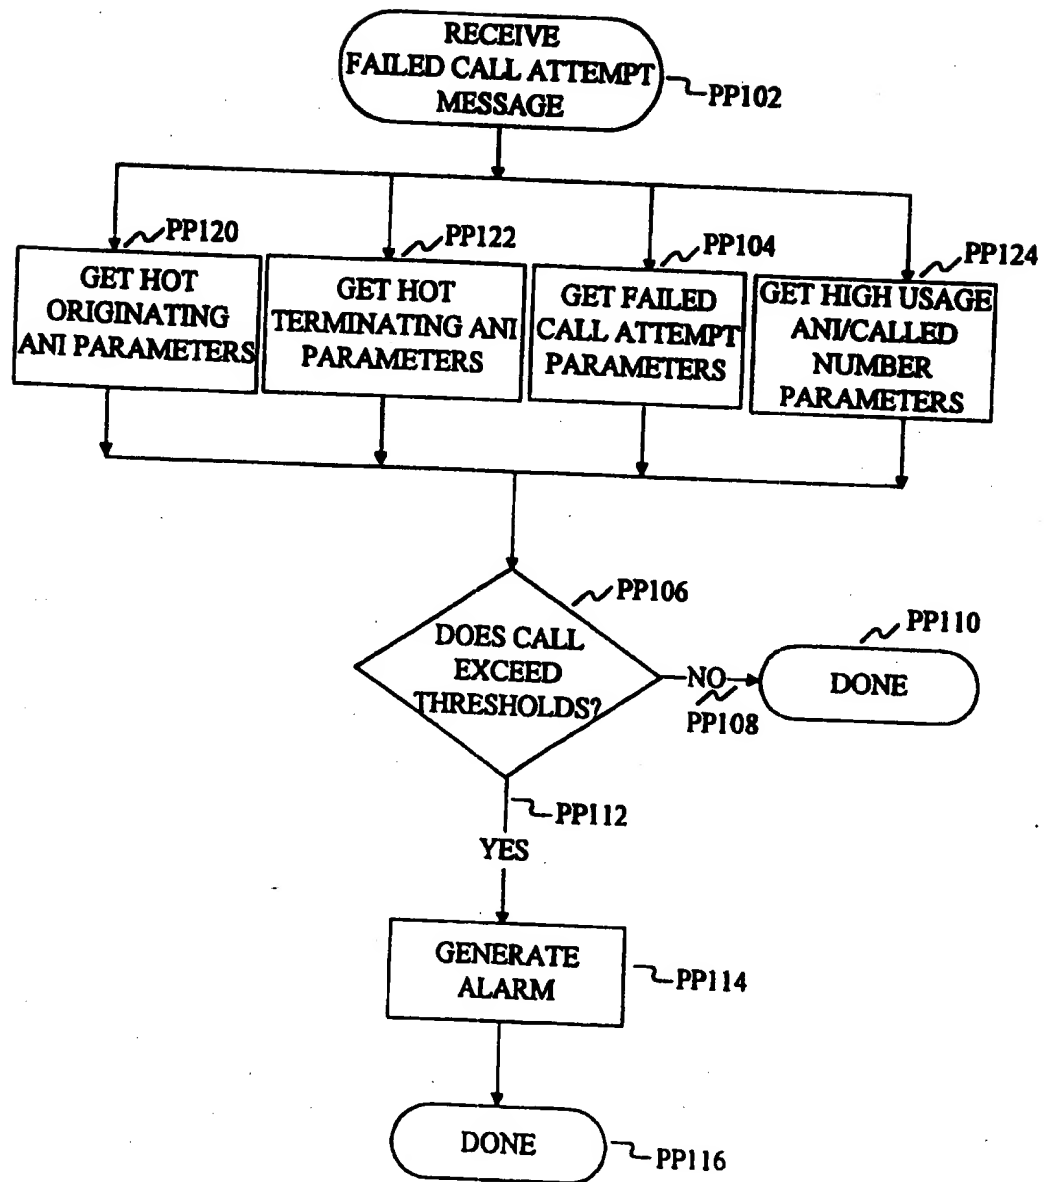 RECEIVE
FAILED CALL ATTEMPT
MESSAGE
PP102
PP120
PP122
PP104
PP124
GET HOT
ORIGINATING
ANI PARAMETERS
GET HOT
TERMINATING ANI
PARAMETERS
GET FAILED
CALL ATTEMPT
PARAMETERS
GET HIGH USAGE
ANI/CALLED
NUMBER
PARAMETERS
PP106
DOES CALL
EXCEED
THRESHOLDS?
NO
PP108
PP110
DONE
PP112
YES
GENERATE
ALARM
PP114
DONE
PP116